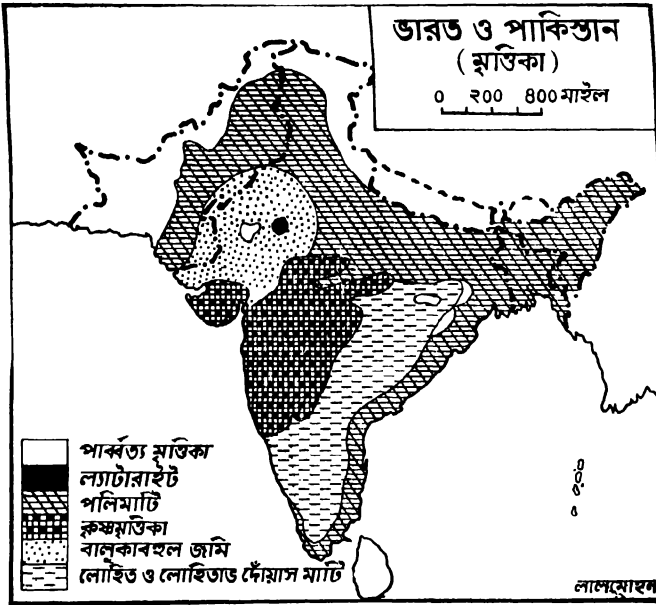 ভারত ও পাকিস্তান
( মৃত্তিকা )
০ ২০০ ৪০০ মাইল
পার্ব্বত্য মৃত্তিকা
ল্যাটারাইট
পলিমাটি
কৃষ্ণমৃত্তিকা
বালুকাবহুল জমি
লোহিত ও লোহিতাভ দোঁয়াস মাটি
লালমোহন